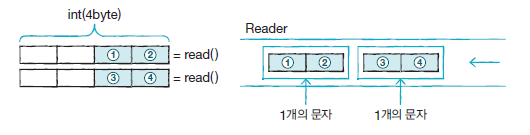 int(4byte)
① ② = read()
③ ④ = read()
Reader
① ② ③ ④
1개의 문자 1개의 문자